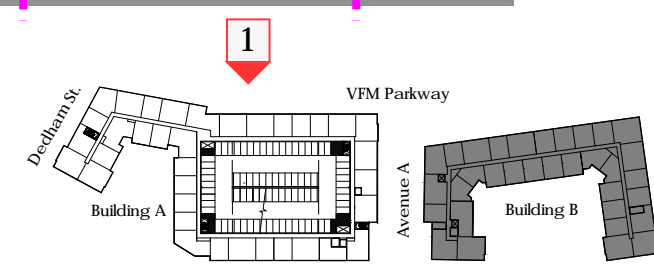 1
VFM Parkway
Dedham St.
Avenue A
Building A
Building B